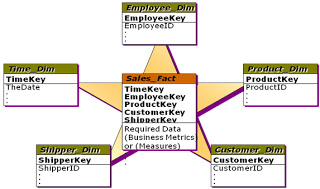 Employee_Dim
EmployeeKey
EmployeeID
:
:
Time_Dim
TimeKey
TheDate
:
:
Sales_Fact
TimeKey
EmployeeKey
ProductKey
CustomerKey
ShipperKey
Required Data
(Business Metrics
or (Measures)
:
:
Product_Dim
ProductKey
ProductID
:
:
Shipper_Dim
ShipperKey
ShipperID
:
:
Customer_Dim
CustomerKey
CustomerID
:
: